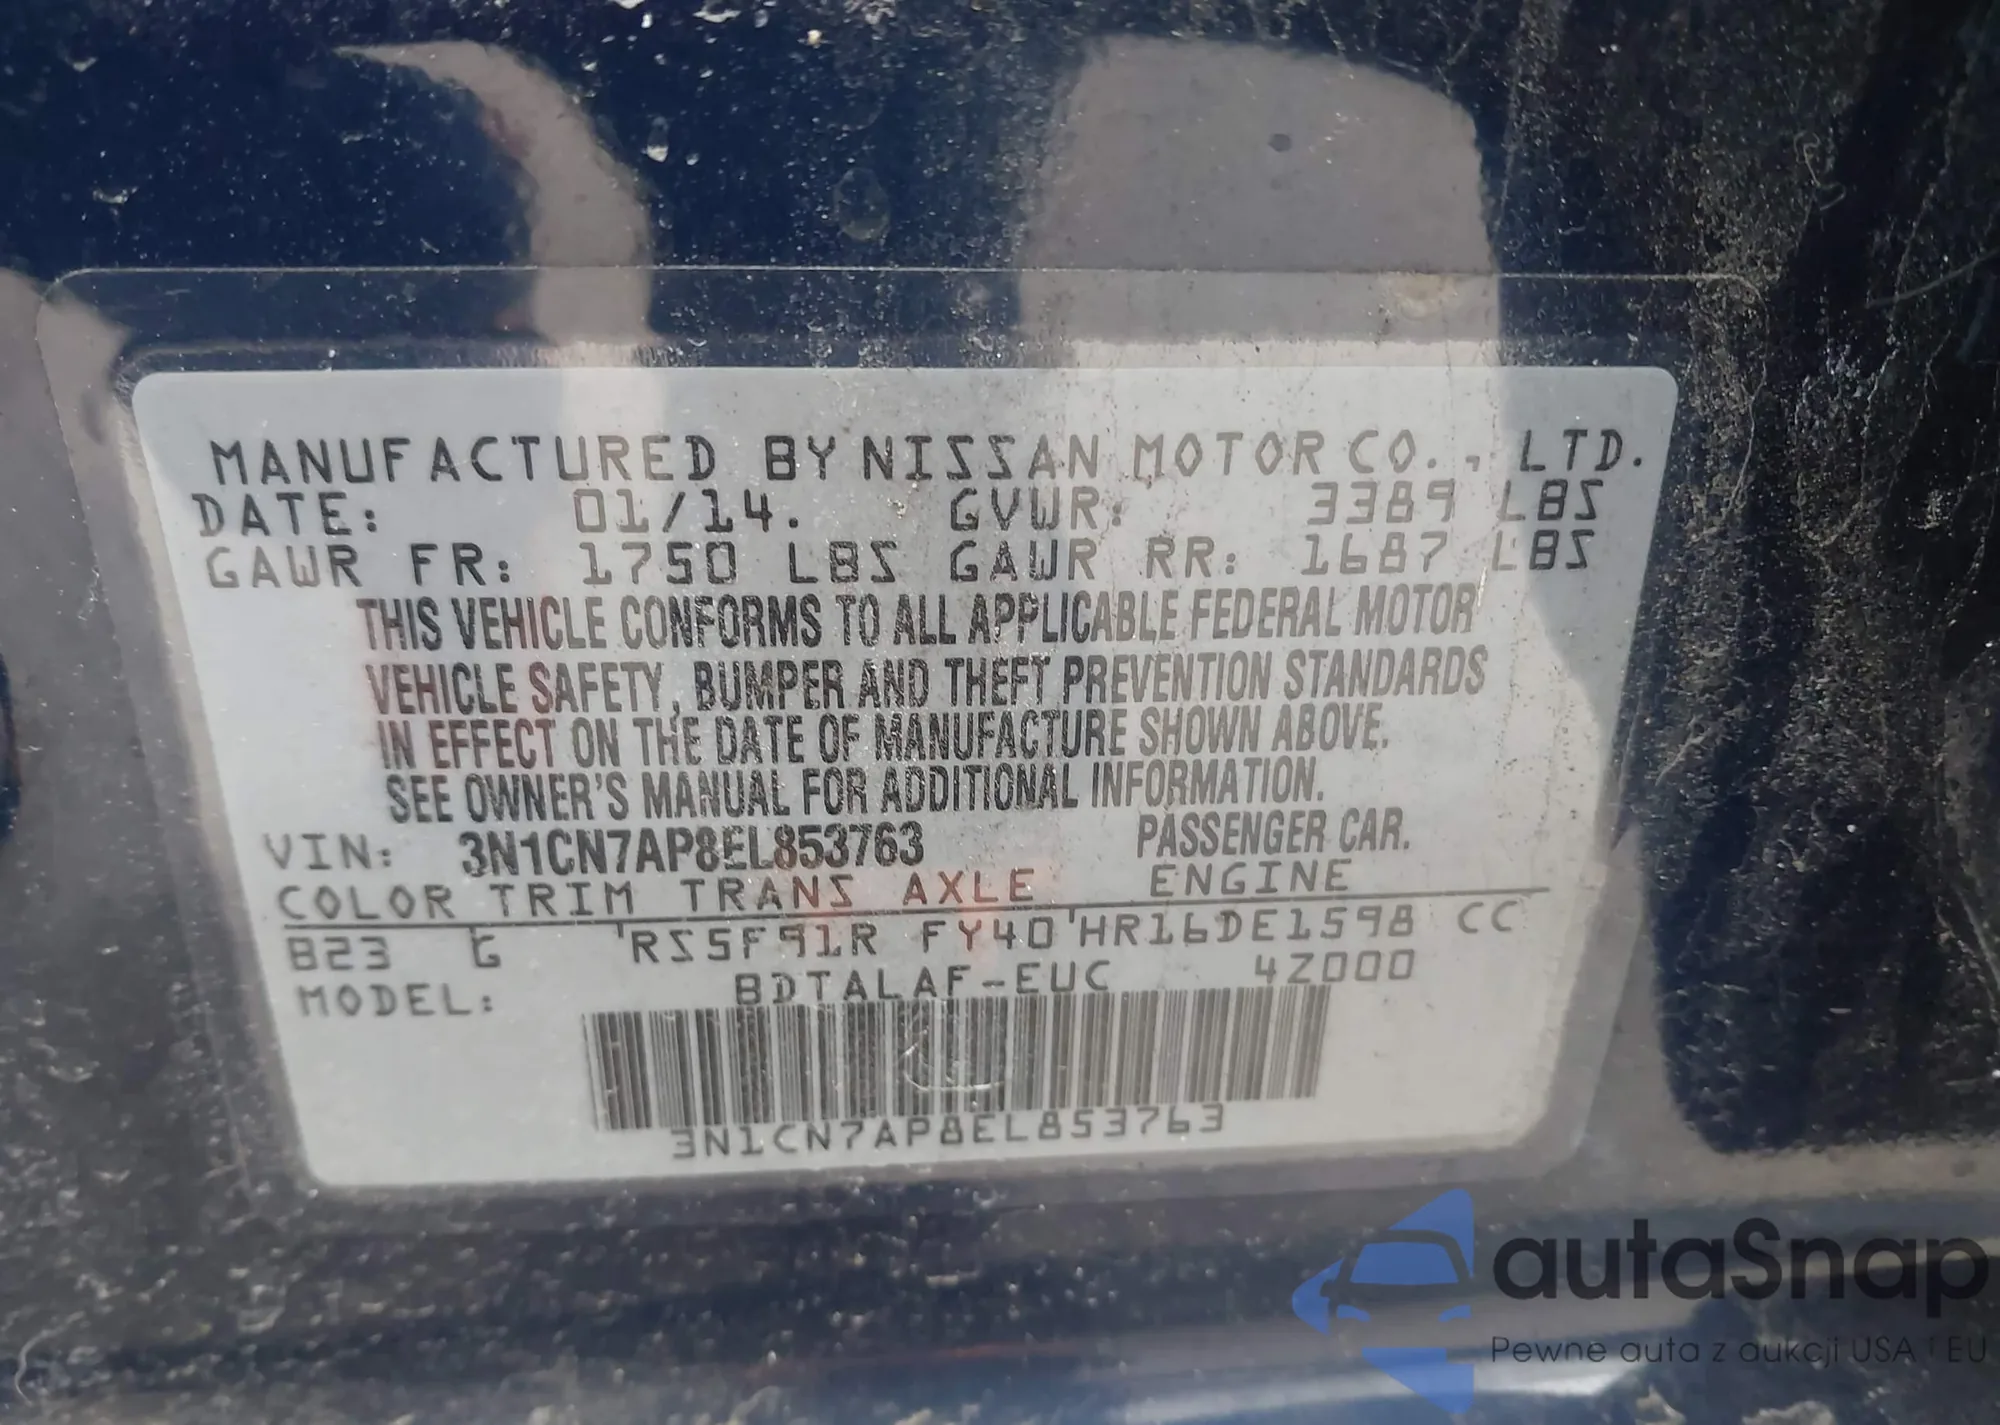 MANUFACTURED BY NISSAN MOTOR CO., LTD.
DATE: 01/14. GVWR: 3389 LBS
GAWR FR: 1750 LBS GAWR RR: 1687 LBS
THIS VEHICLE CONFORMS TO ALL APPLICABLE FEDERAL MOTOR
VEHICLE SAFETY, BUMPER AND THEFT PREVENTION STANDARDS
IN EFFECT ON THE DATE OF MANUFACTURE SHOWN ABOVE.
SEE OWNER'S MANUAL FOR ADDITIONAL INFORMATION.
VIN: 3N1CN7AP8EL853763 PASSENGER CAR.
COLOR TRIM TRANS AXLE ENGINE
B23 G RS5F91R FY40 HR16DE1598 CC
MODEL: BDTALAF-EUC 4Z000
3N1CN7AP8EL853763
autaSnap
Pewne auta z aukcji USA i EU